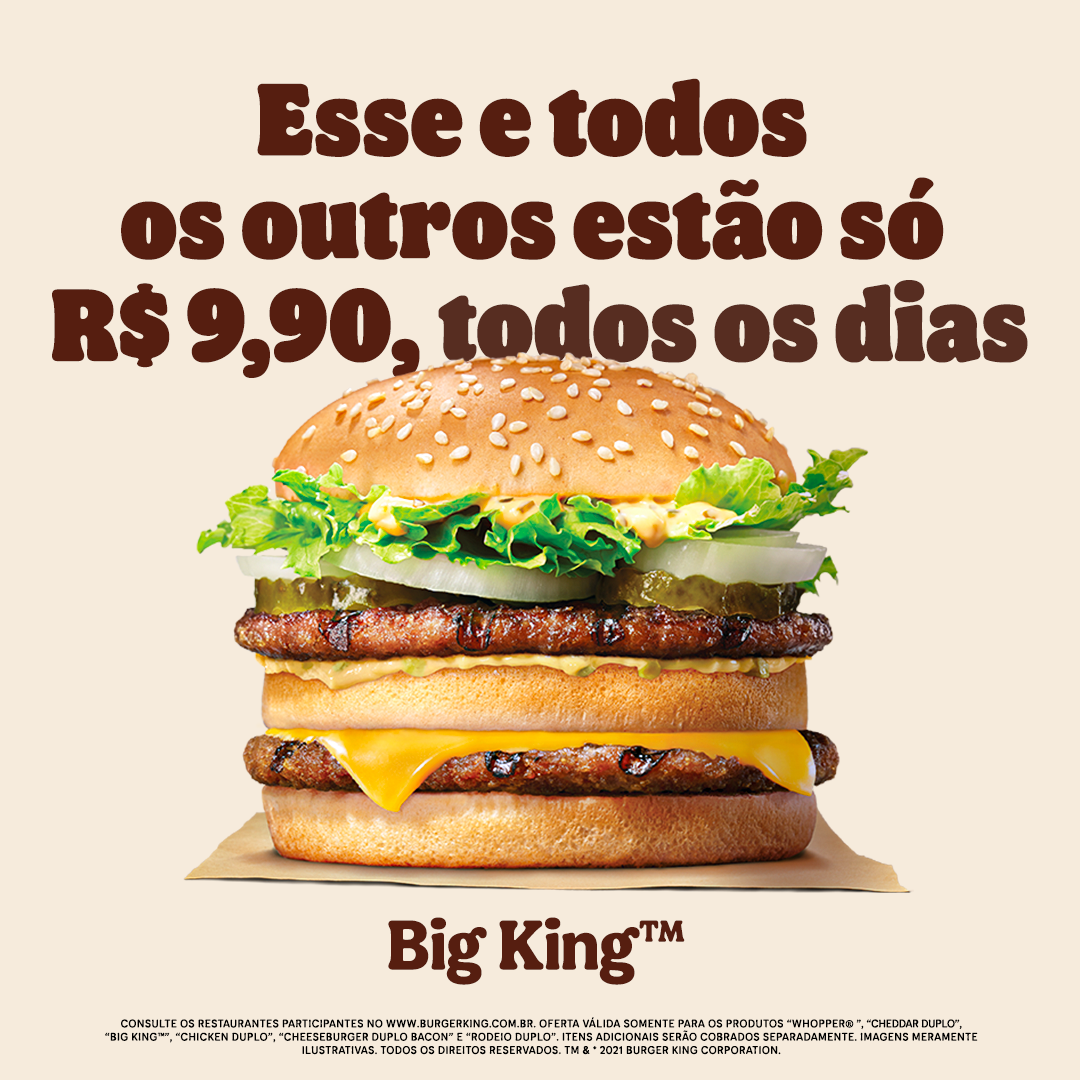 Esse e todos
os outros estão só
R$ 9,90, todos os dias
Big King™
CONSULTE OS RESTAURANTES PARTICIPANTES NO WWW.BURGERKING.COM.BR. OFERTA VÁLIDA SOMENTE PARA OS PRODUTOS “WHOPPER® ”, “CHEDDAR DUPLO”,
“BIG KING™”, “CHICKEN DUPLO”, “CHEESEBURGER DUPLO BACON” E “RODEIO DUPLO”. ITENS ADICIONAIS SERÃO COBRADOS SEPARADAMENTE. IMAGENS MERAMENTE
ILUSTRATIVAS. TODOS OS DIREITOS RESERVADOS. TM & * 2021 BURGER KING CORPORATION.